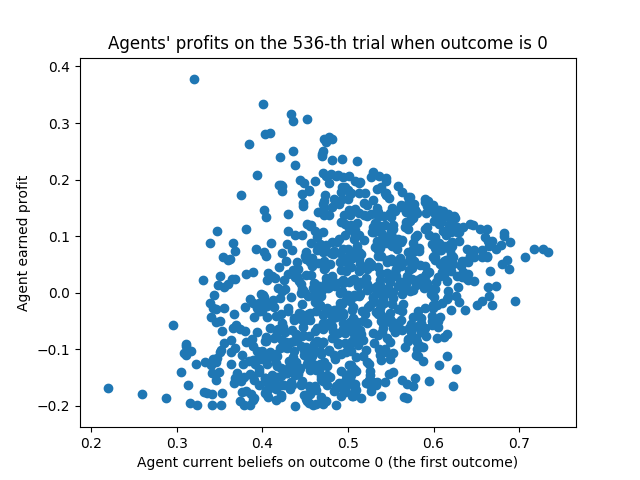 Agents' profits on the 536-th trial when outcome is 0
0.4
0.3
0.2
0.1
0.0
−0.1
−0.2
Agent earned profit
0.2 0.3 0.4 0.5 0.6 0.7
Agent current beliefs on outcome 0 (the first outcome)